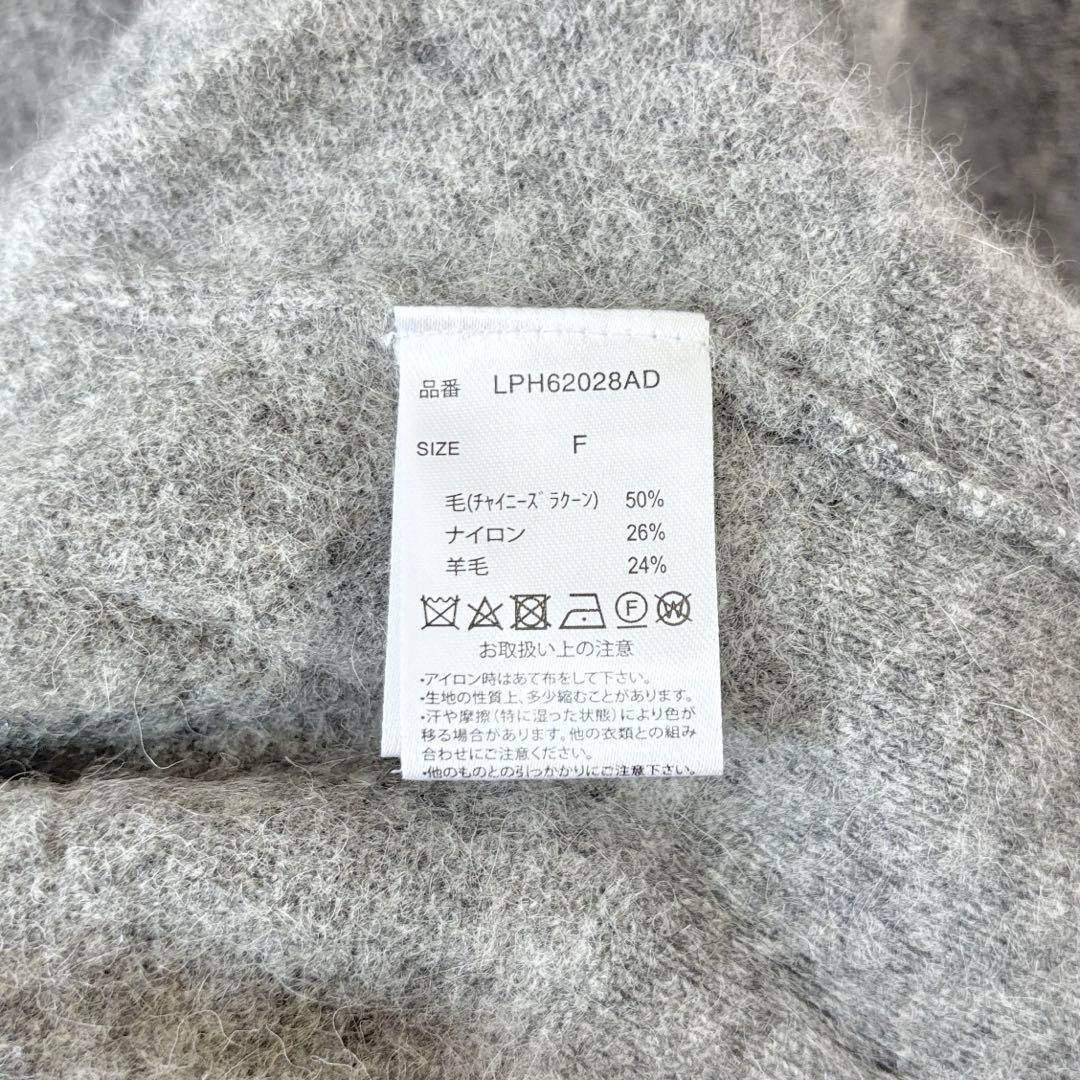 品番 LPH62028AD
SIZE F
毛(ﾁｬｲﾆｰｽﾞ ﾗｸｰﾝ) 50%
ナイロン 26%
羊毛 24%
F W
お取扱い上の注意
・アイロン時はあて布をして下さい。
・生地の性質上、多少縮むことがあります。
・汗や摩擦(特に湿った状態)により色が
移る場合があります。他の衣類との組み
合わせにご注意ください。
・他のものとの引っかかりにご注意下さい。